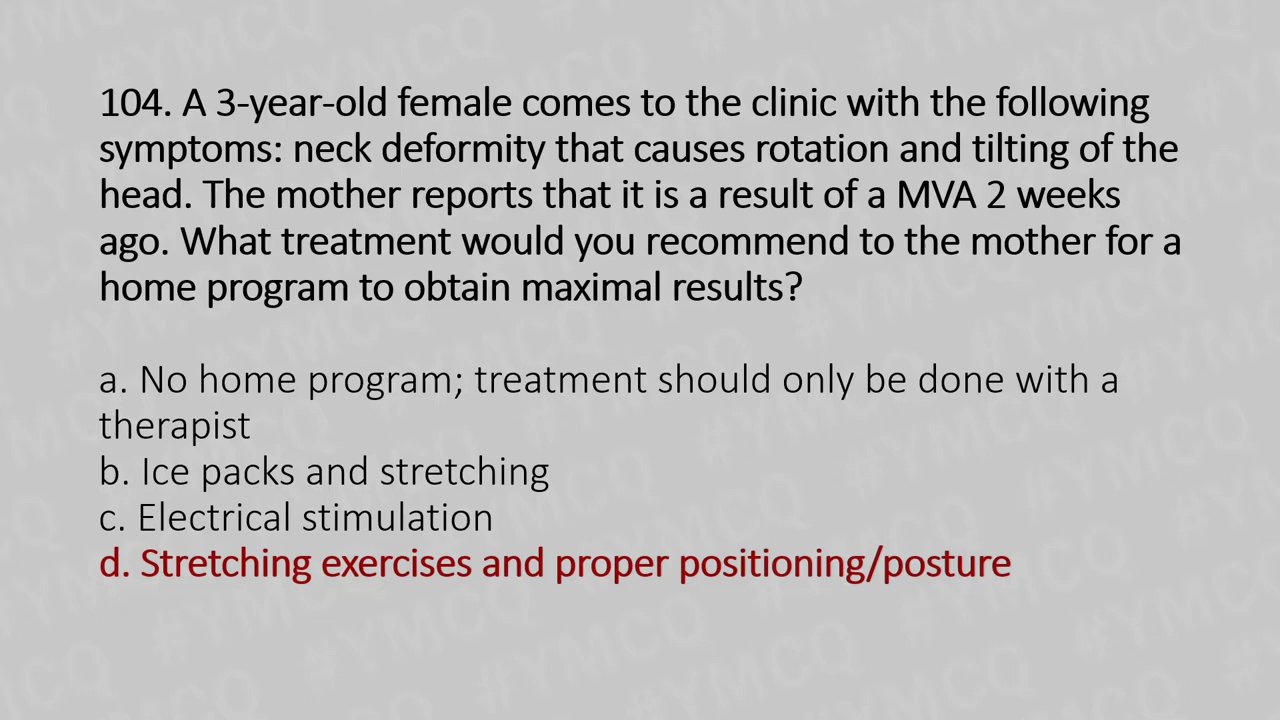 104. A 3-year-old female comes to the clinic with the following
symptoms: neck deformity that causes rotation and tilting of the
head. The mother reports that it is a result of a MVA 2 weeks
ago. What treatment would you recommend to the mother for a
home program to obtain maximal results?
a. No home program; treatment should only be done with a
therapist
b. Ice packs and stretching
c. Electrical stimulation
d. Stretching exercises and proper positioning/posture
#YMCQ